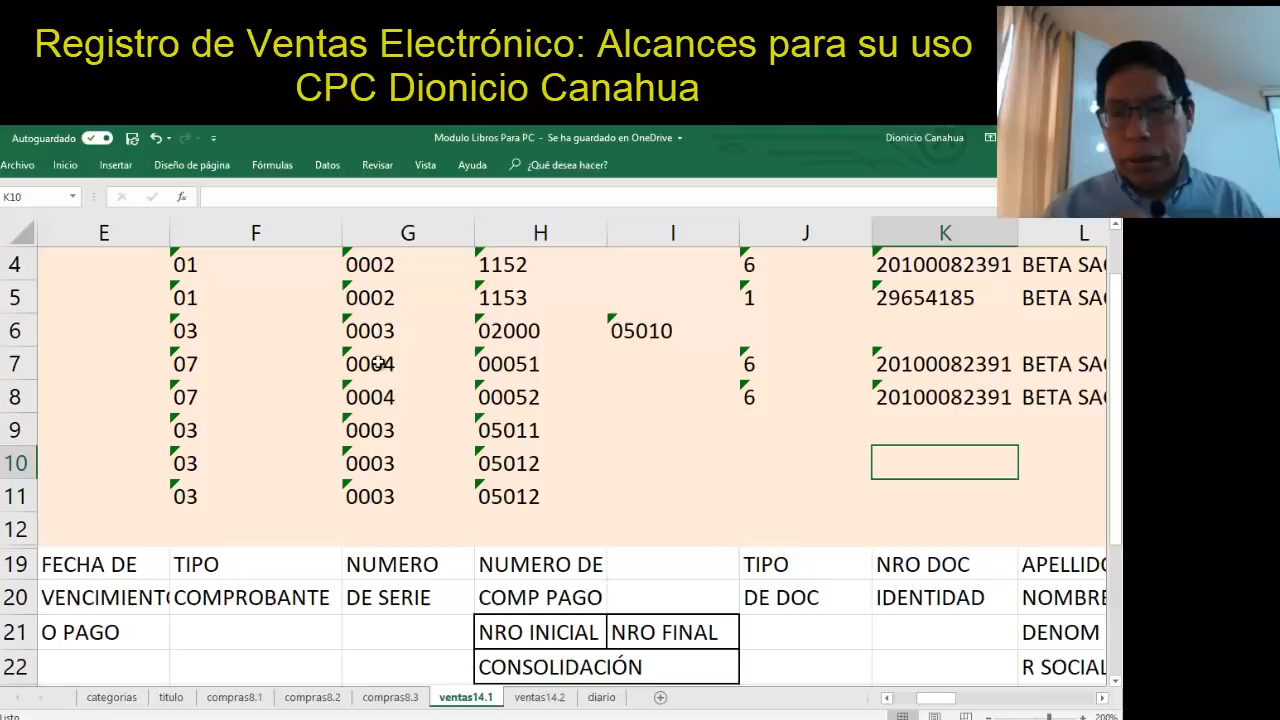 Registro de Ventas Electrónico: Alcances para su uso
CPC Dionicio Canahua
Autoguardado Modulo Libros Para PC - Se ha guardado en OneDrive Dionicio Canahua
Archivo Inicio Insertar Diseño de página Fórmulas Datos Revisar Vista Ayuda ¿Qué desea hacer?
K10 fx
E F G H I J K L
4 01 0002 1152 6 20100082391 BETA SA
5 01 0002 1153 1 29654185 BETA SA
6 03 0003 02000 05010
7 07 0004 00051 6 20100082391 BETA SA
8 07 0004 00052 6 20100082391 BETA SA
9 03 0003 05011
10 03 0003 05012
11 03 0003 05012
12
19 FECHA DE TIPO NUMERO NUMERO DE TIPO NRO DOC APELLIDO
20 VENCIMIENTO COMPROBANTE DE SERIE COMP PAGO DE DOC IDENTIDAD NOMBRE
21 O PAGO NRO INICIAL NRO FINAL DENOM
22 CONSOLIDACIÓN R SOCIAL
categorias titulo compras8.1 compras8.2 compras8.3 ventas14.1 ventas14.2 diario
Listo 200%